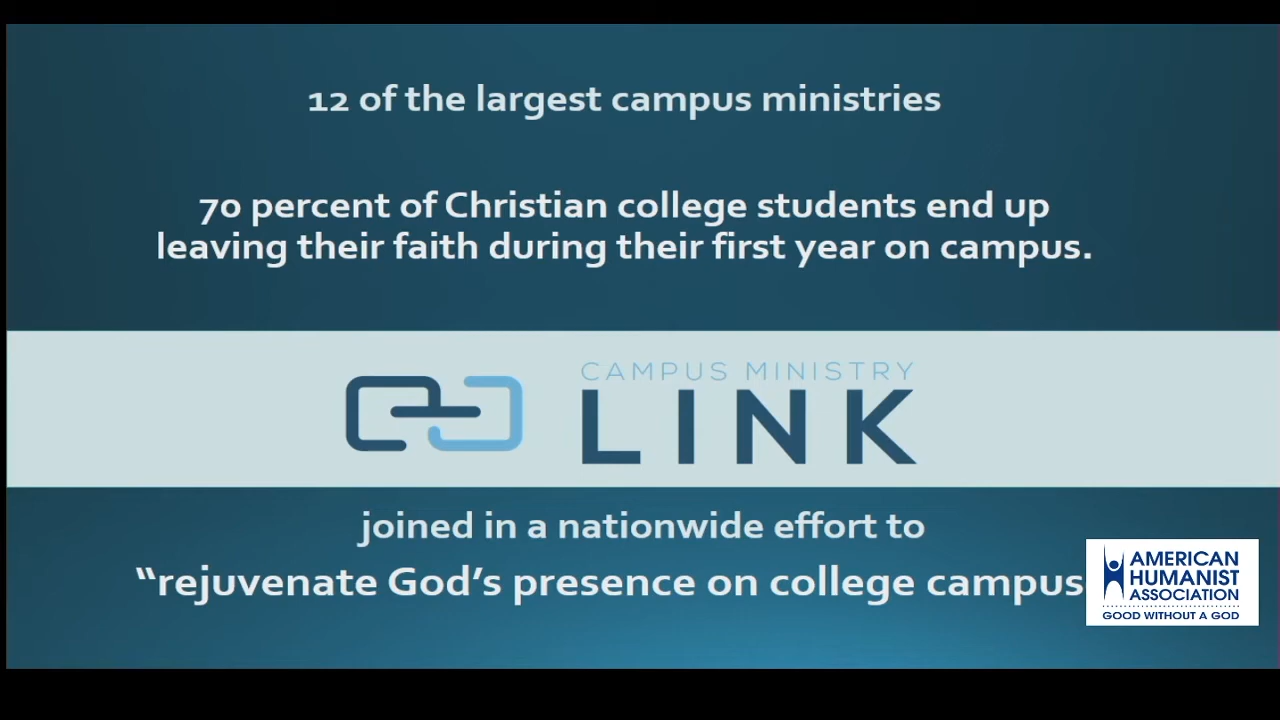 12 of the largest campus ministries
70 percent of Christian college students end up
leaving their faith during their first year on campus.
CAMPUS MINISTRY
LINK
joined in a nationwide effort to
“rejuvenate God’s presence on college campus
AMERICAN
HUMANIST
ASSOCIATION
GOOD WITHOUT A GOD